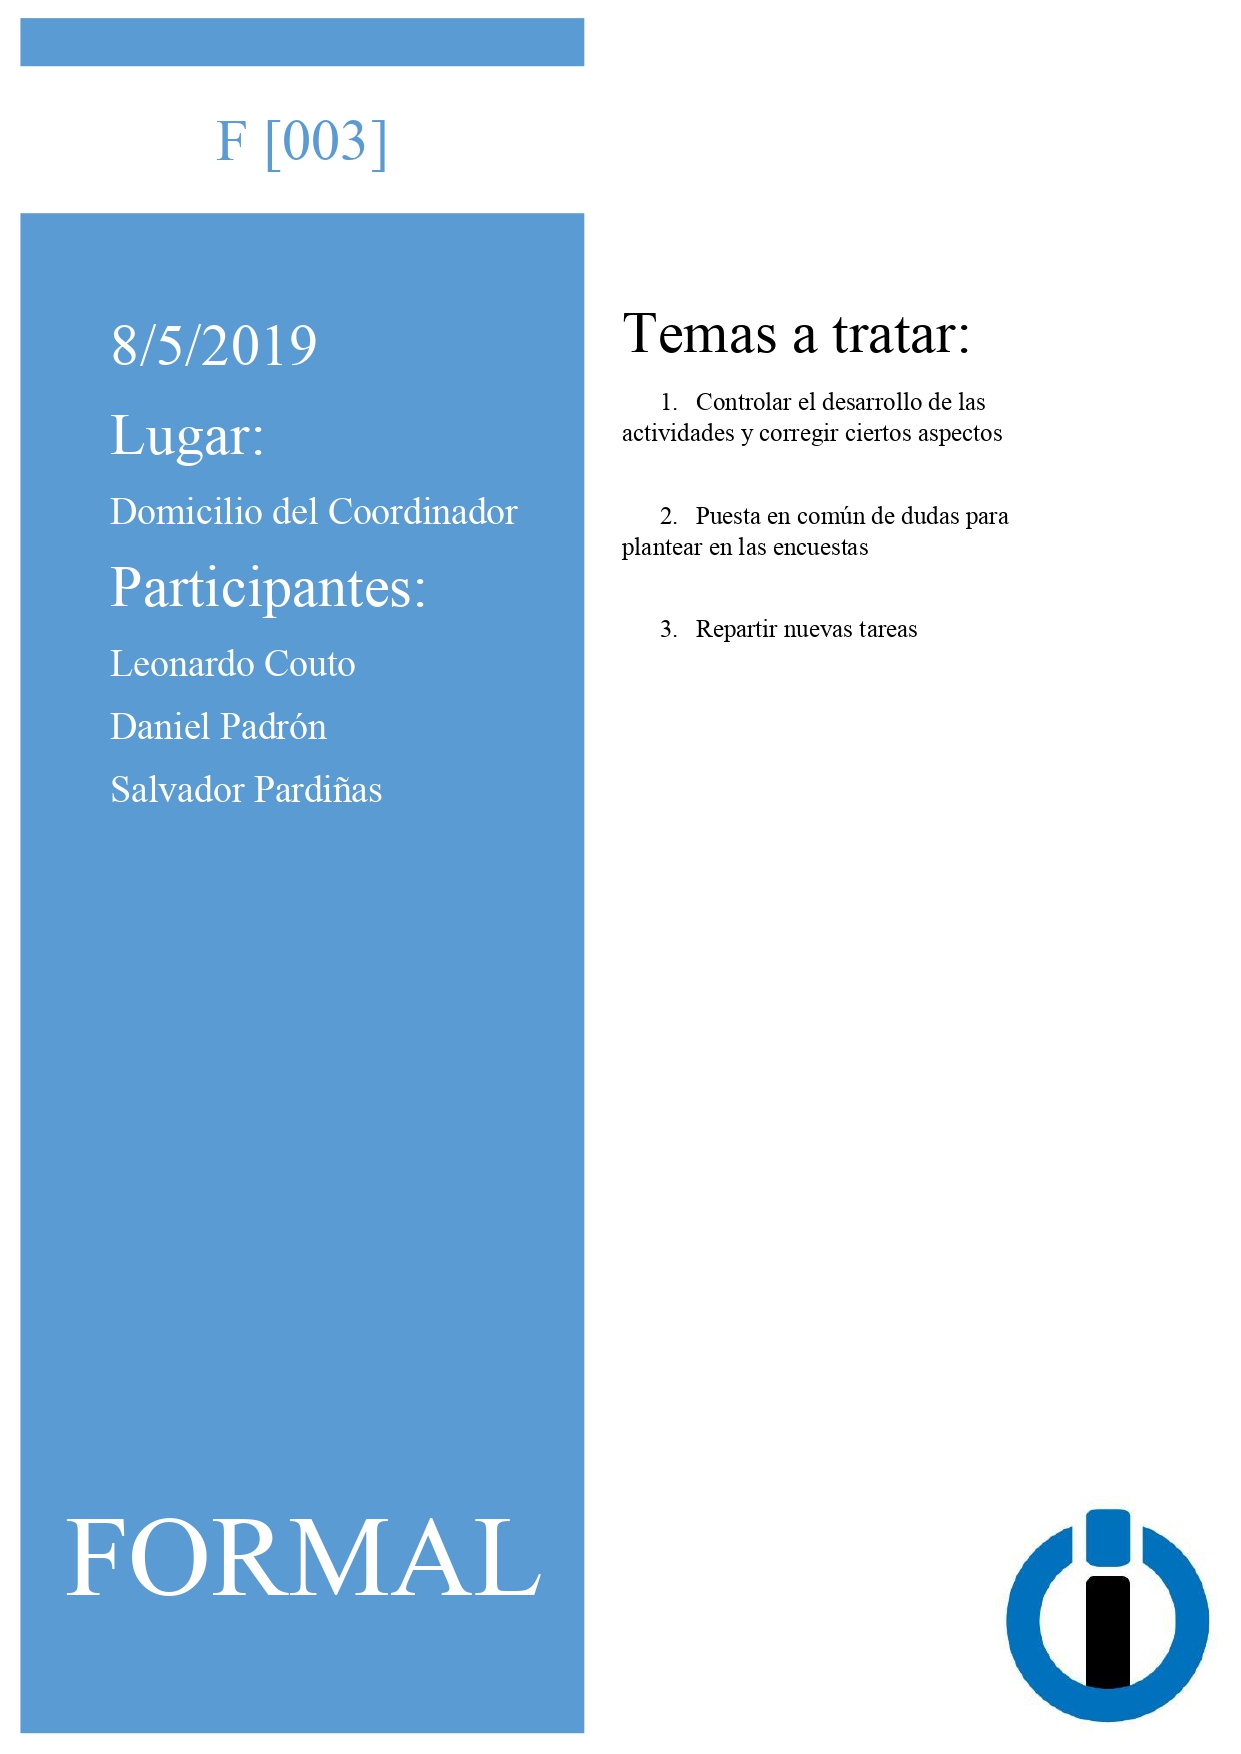 F [003]
8/5/2019
Lugar:
Domicilio del Coordinador
Participantes:
Leonardo Couto
Daniel Padrón
Salvador Pardiñas
FORMAL
Temas a tratar:
1. Controlar el desarrollo de las
actividades y corregir ciertos aspectos
2. Puesta en común de dudas para
plantear en las encuestas
3. Repartir nuevas tareas